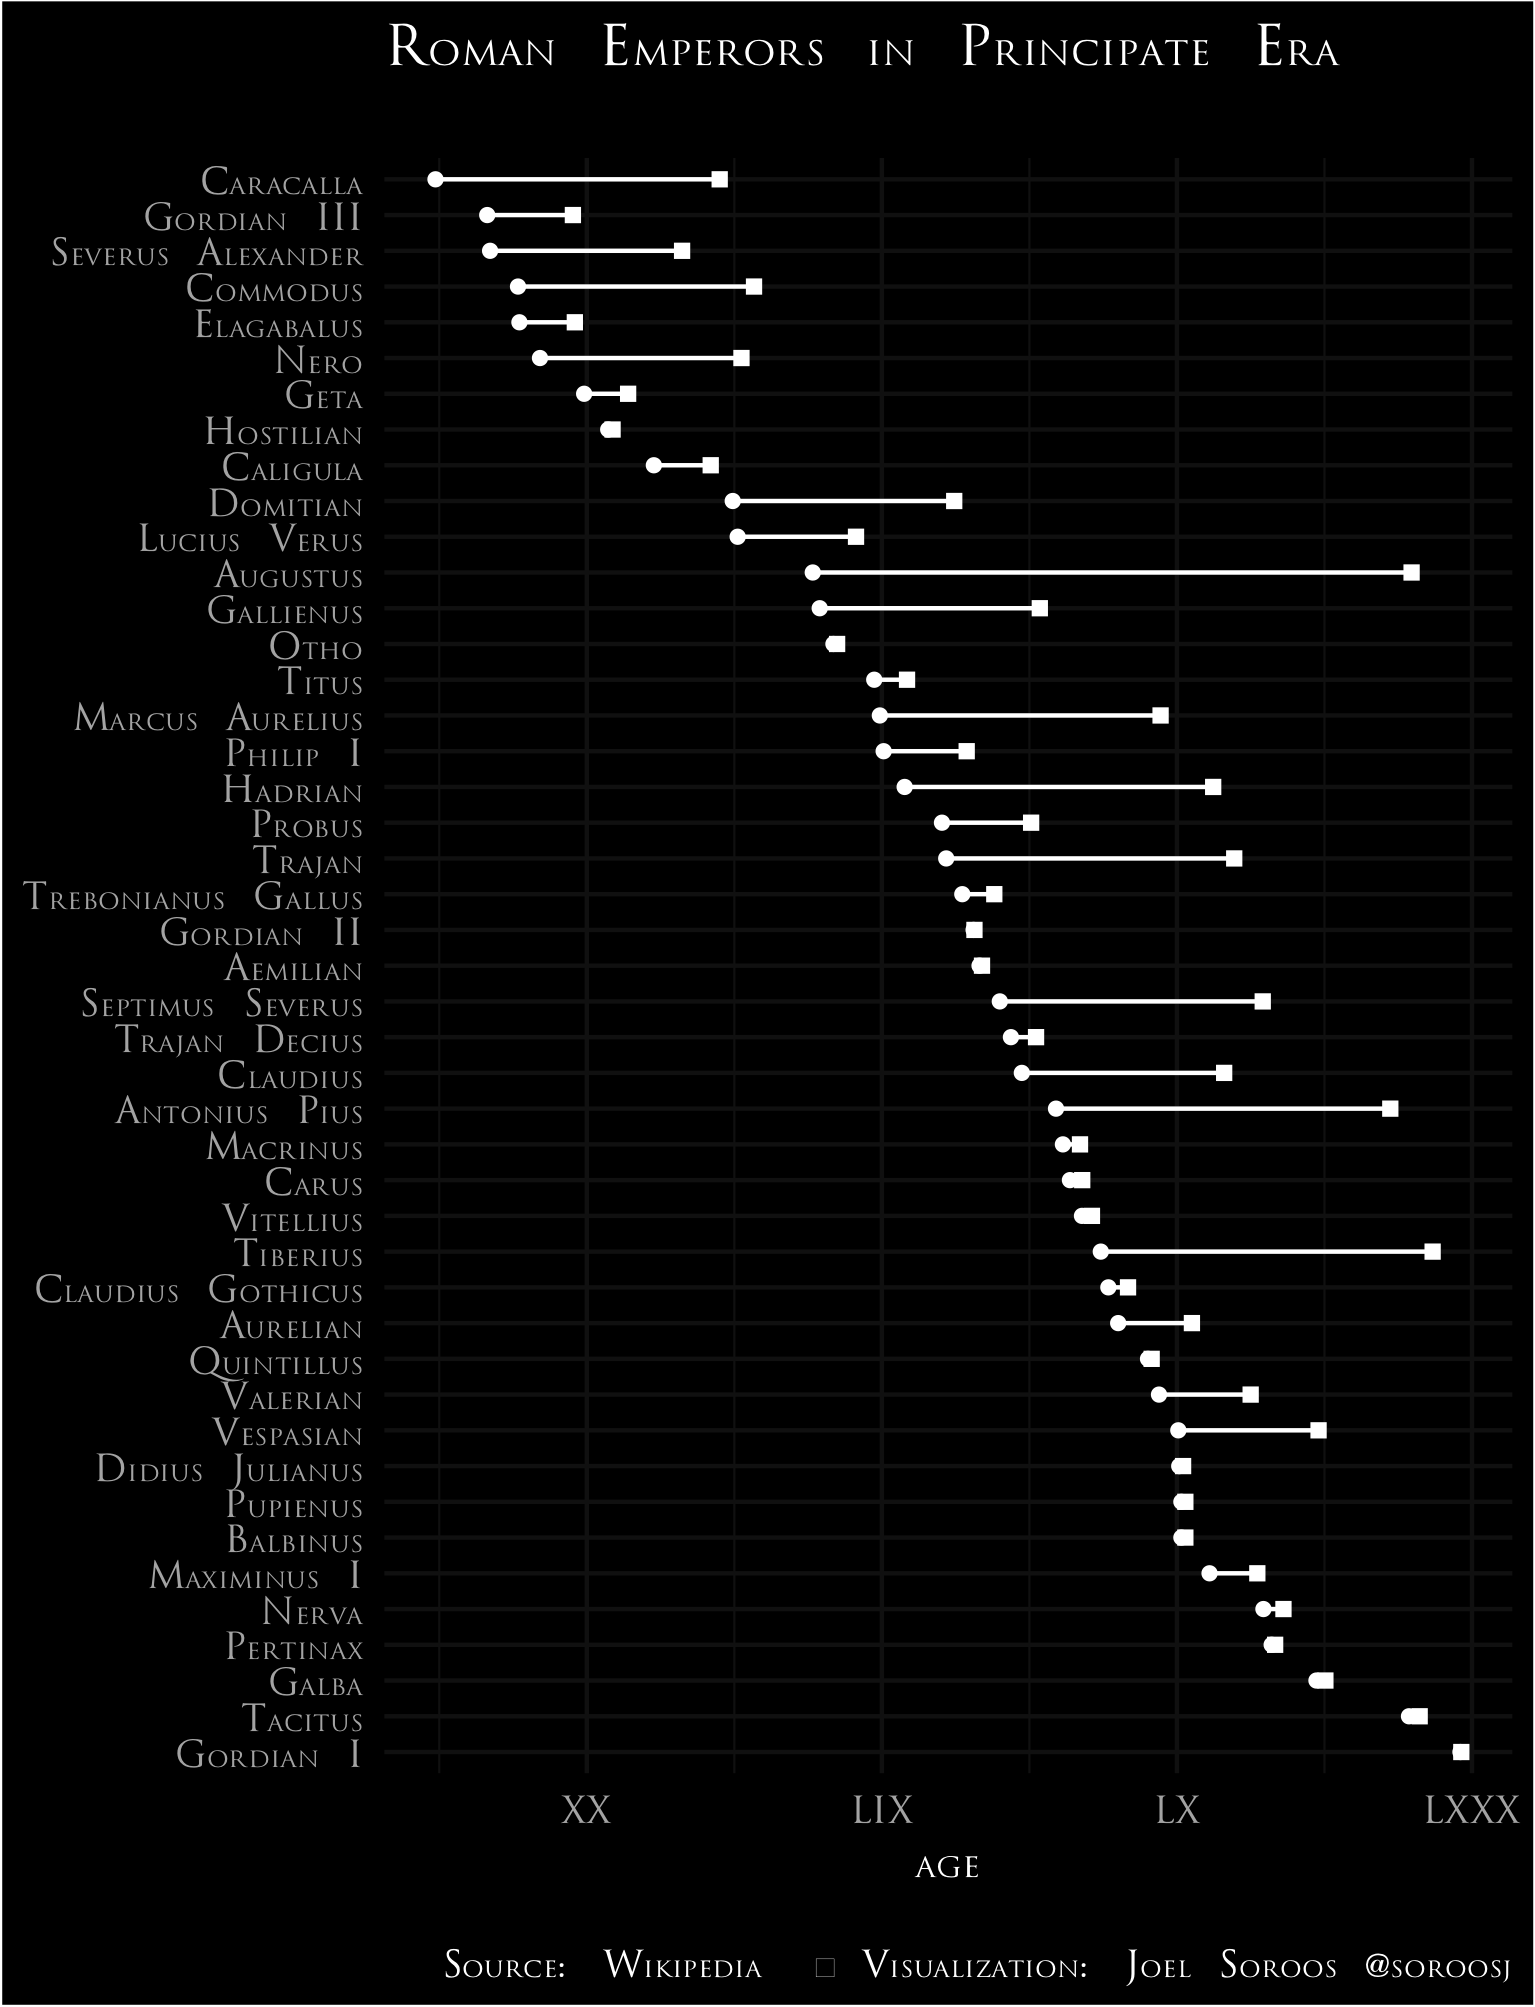 Roman Emperors in Principate Era
Caracalla
Gordian III
Severus Alexander
Commodus
Elagabalus
Nero
Geta
Hostilian
Caligula
Domitian
Lucius Verus
Augustus
Gallienus
Otho
Titus
Marcus Aurelius
Philip I
Hadrian
Probus
Trajan
Trebonianus Gallus
Gordian II
Aemilian
Septimus Severus
Trajan Decius
Claudius
Antonius Pius
Macrinus
Carus
Vitellius
Tiberius
Claudius Gothicus
Aurelian
Quintillus
Valerian
Vespasian
Didius Julianus
Pupienus
Balbinus
Maximinus I
Nerva
Pertinax
Galba
Tacitus
Gordian I
XX LIX LX LXXX
age
Source: Wikipedia □ Visualization: Joel Soroos @soroosj